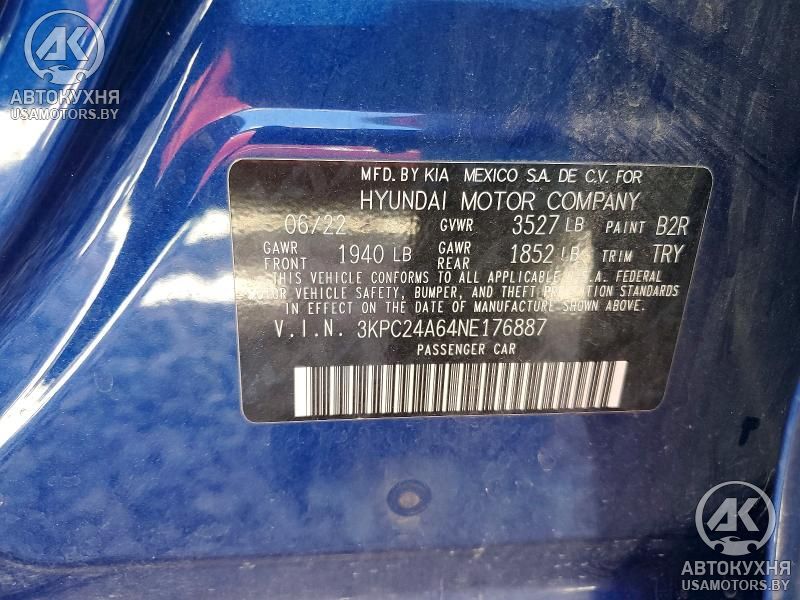 AK
АВТОКУХНЯ
USAMOTORS.BY
MFD. BY KIA MEXICO S.A. DE C.V. FOR
HYUNDAI MOTOR COMPANY
06/22 GVWR 3527 LB PAINT B2R
GAWR FRONT 1940 LB GAWR REAR 1852 LB TRIM TRY
THIS VEHICLE CONFORMS TO ALL APPLICABLE U.S.A. FEDERAL
MOTOR VEHICLE SAFETY, BUMPER, AND THEFT PREVENTION STANDARDS
IN EFFECT ON THE DATE OF MANUFACTURE SHOWN ABOVE.
V.I.N. 3KPC24A64NE176887
PASSENGER CAR
AK
АВТОКУХНЯ
USAMOTORS.BY